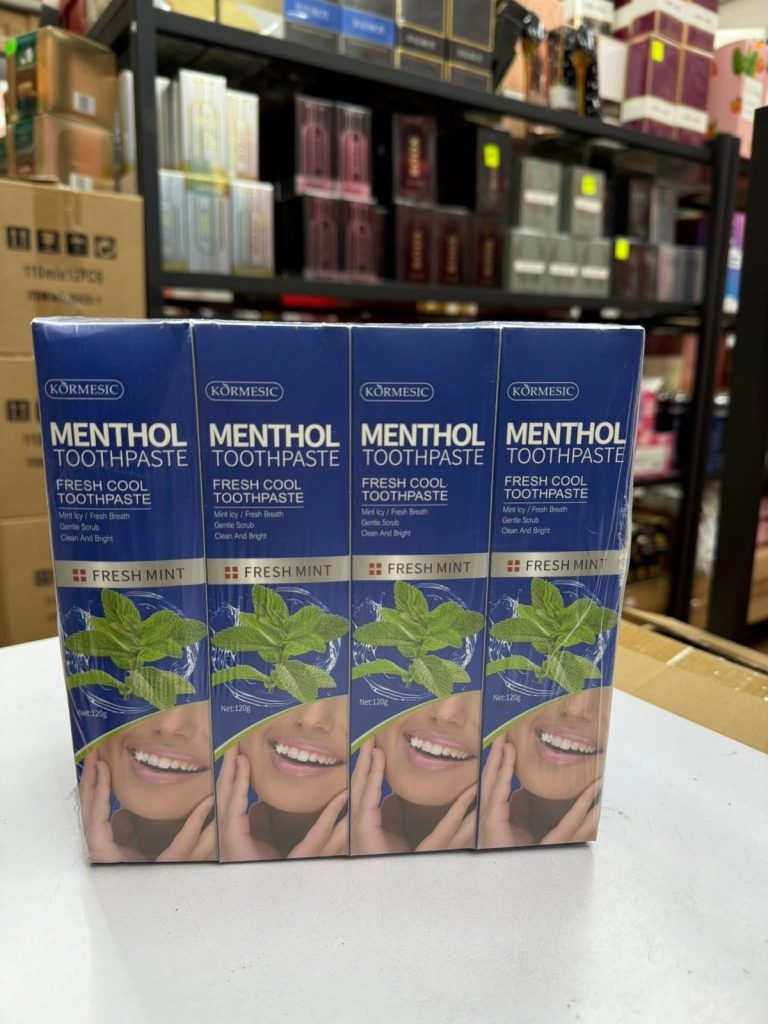 KORMESIC
MENTHOL
TOOTHPASTE
FRESH COOL
TOOTHPASTE
Mint Icy / Fresh Breath
Gentle Scrub
Clean And Bright
FRESH MINT
Net:120g
KORMESIC
MENTHOL
TOOTHPASTE
FRESH COOL
TOOTHPASTE
Mint Icy / Fresh Breath
Gentle Scrub
Clean And Bright
FRESH MINT
Net:120g
KORMESIC
MENTHOL
TOOTHPASTE
FRESH COOL
TOOTHPASTE
Mint Icy / Fresh Breath
Gentle Scrub
Clean And Bright
FRESH MINT
Net:120g
KORMESIC
MENTHOL
TOOTHPASTE
FRESH COOL
TOOTHPASTE
Mint Icy / Fresh Breath
Gentle Scrub
Clean And Bright
FRESH MINT
Net:120g